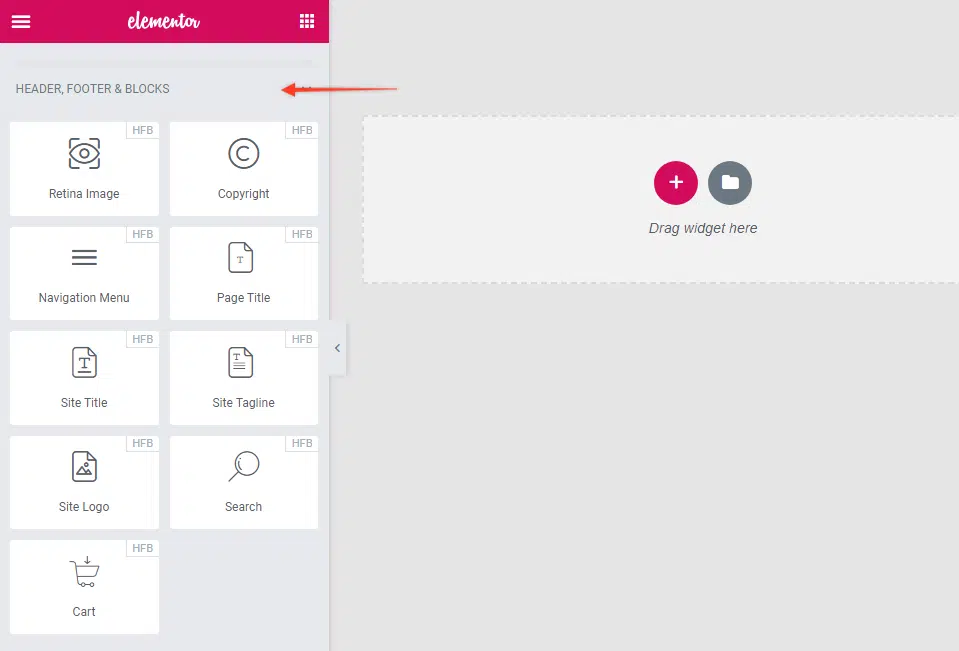 elementor
HEADER, FOOTER & BLOCKS
HFB
Retina Image
HFB
© Copyright
HFB
Navigation Menu
HFB
T
Page Title
HFB
T
Site Title
HFB
T
Site Tagline
HFB
Site Logo
HFB
Search
HFB
Cart
+
Drag widget here